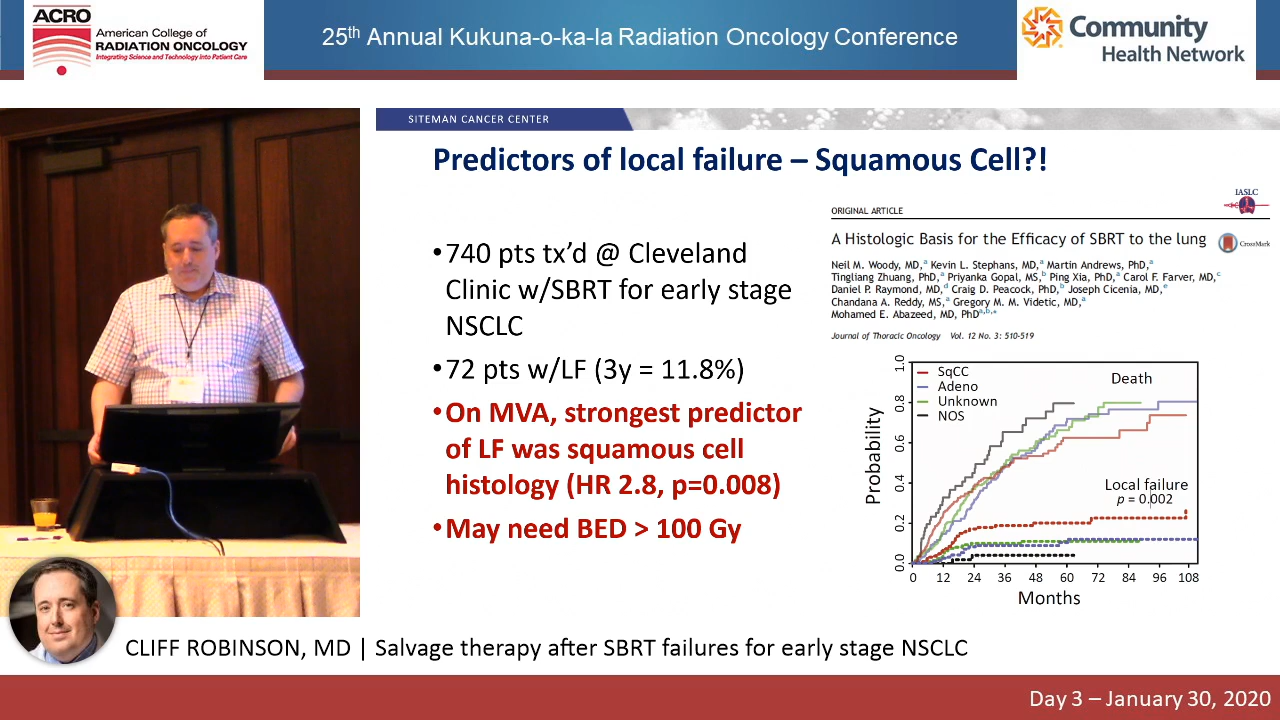 ACRO
American College of
RADIATION ONCOLOGY
Integrating Science and Technology Into Patient Care
25th Annual Kukuna-o-ka-la Radiation Oncology Conference
Community
Health Network
SITEMAN CANCER CENTER
Predictors of local failure – Squamous Cell?!
•740 pts tx’d @ Cleveland
Clinic w/SBRT for early stage
NSCLC
•72 pts w/LF (3y = 11.8%)
•On MVA, strongest predictor
of LF was squamous cell
histology (HR 2.8, p=0.008)
•May need BED > 100 Gy
IASLC
ORIGINAL ARTICLE
A Histologic Basis for the Efficacy of SBRT to the lung
CrossMark
Neil M. Woody, MD,a Kevin L. Stephans, MD,a Martin Andrews, PhD,a
Tingliang Zhuang, PhD,a Priyanka Gopal, MS,b Ping Xia, PhD,a Carol F. Farver, MD,c
Daniel P. Raymond, MD,d Craig D. Peacock, PhD,b Joseph Cicenia, MD,e
Chandana A. Reddy, MS,a Gregory M. M. Videtic, MD,a
Mohamed E. Abazeed, MD, PhDa,b,*
Journal of Thoracic Oncology Vol. 12 No. 3: 510-519
SqCC
Adeno
Unknown
NOS
Death
Local failure
p = 0.002
Probability
1.0
0.8
0.6
0.4
0.2
0.0
0 12 24 36 48 60 72 84 96 108
Months
CLIFF ROBINSON, MD | Salvage therapy after SBRT failures for early stage NSCLC
Day 3 – January 30, 2020